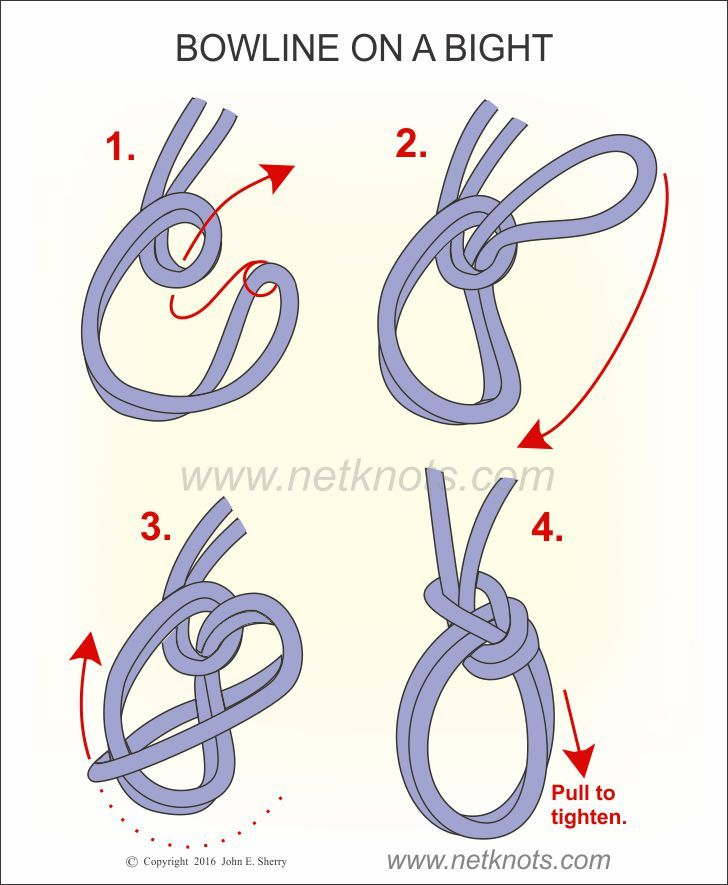 BOWLINE ON A BIGHT
1.
2.
www.netknots.com
3.
4.
Pull to
tighten.
© Copyright 2016 John E. Sherry
www.netknots.com